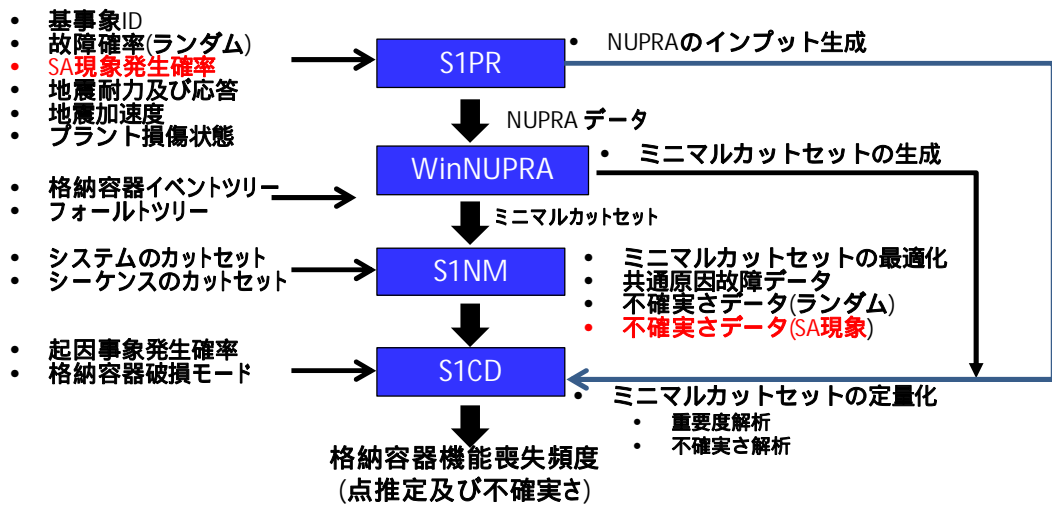 • 基事象ID
• 故障確率(ランダム)
• SA現象発生確率
• 地震耐力及び応答
• 地震加速度
• プラント損傷状態
S1PR
• NUPRAのインプット生成
NUPRA データ
• 格納容器イベントツリー
• フォールトツリー
WinNUPRA
• ミニマルカットセットの生成
ミニマルカットセット
• システムのカットセット
• シーケンスのカットセット
S1NM
• ミニマルカットセットの最適化
• 共通原因故障データ
• 不確実さデータ(ランダム)
• 不確実さデータ(SA現象)
• 起因事象発生確率
• 格納容器破損モード
S1CD
• ミニマルカットセットの定量化
• 重要度解析
• 不確実さ解析
格納容器機能喪失頻度
(点推定及び不確実さ)